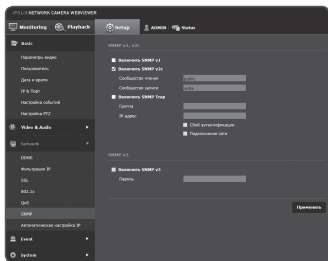 iPOLiS NETWORK CAMERA WEBVIEWER
Monitoring
Playback
Setup
ADMIN
Status
Basic
Параметры видео
Пользователь
Дата и время
IP & Порт
Настройка событий
Настройка PTZ
Video & Audio
Network
DDNS
Фильтрация IP
SSL
802.1x
QoS
SNMP
Автоматическая настройка IP
Event
System
SNMP v1, v2c
Включить SNMP v1
Включить SNMP v2c
Сообщество чтения
public
Сообщество записи
write
Включить SNMP Trap
Группа
IP-адрес
Сбой аутентификации
Подключение сети
SNMP v3
Включить SNMP v3
Пароль
Применить